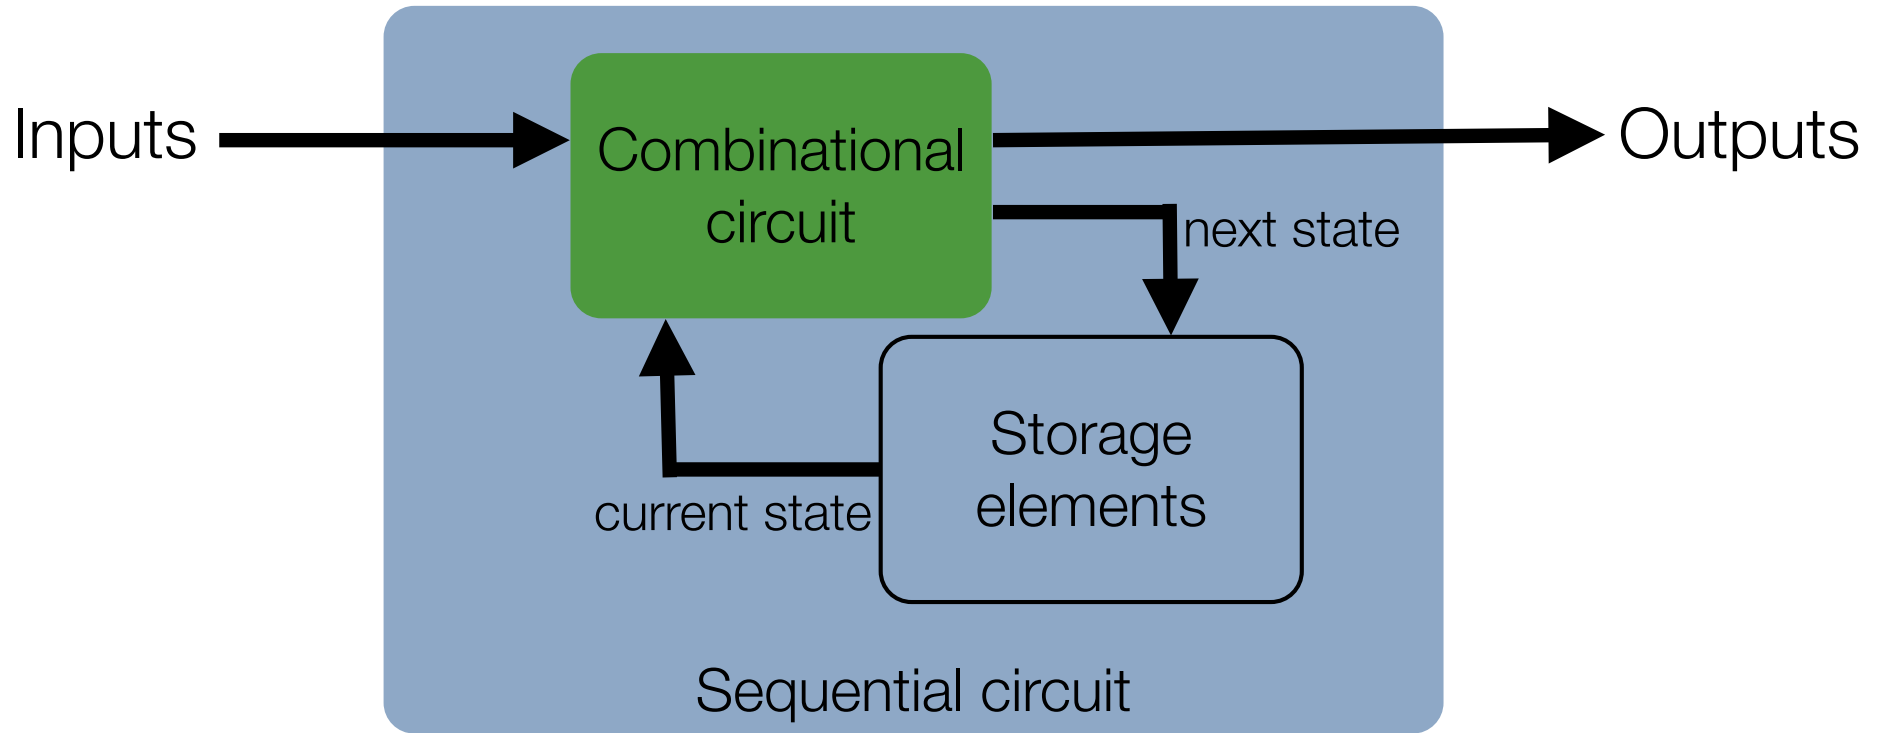 Inputs
Combinational
circuit
Outputs
next state
current state
Storage
elements
Sequential circuit